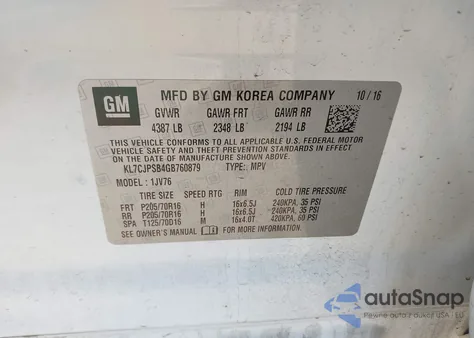 GM
MFD BY GM KOREA COMPANY 10/16
GVWR GAWR FRT GAWR RR
4387 LB 2348 LB 2194 LB
THIS VEHICLE CONFORMS TO ALL APPLICABLE U.S. FEDERAL MOTOR
VEHICLE SAFETY AND THEFT PREVENTION STANDARDS IN EFFECT ON THE
DATE OF MANUFACTURE SHOWN ABOVE.
KL7CJPSB4GB760879 TYPE: MPV
MODEL: 1JV76
TIRE SIZE SPEED RTG RIM COLD TIRE PRESSURE
FRT P205/70R16 H 16x6.5J 240KPA, 35 PSI
RR P205/70R16 H 16x6.5J 240KPA, 35 PSI
SPA T125/70D16 M 16x4.0T 420KPA, 60 PSI
SEE OWNER'S MANUAL FOR ADDITIONAL INFORMATION.
autoSnap